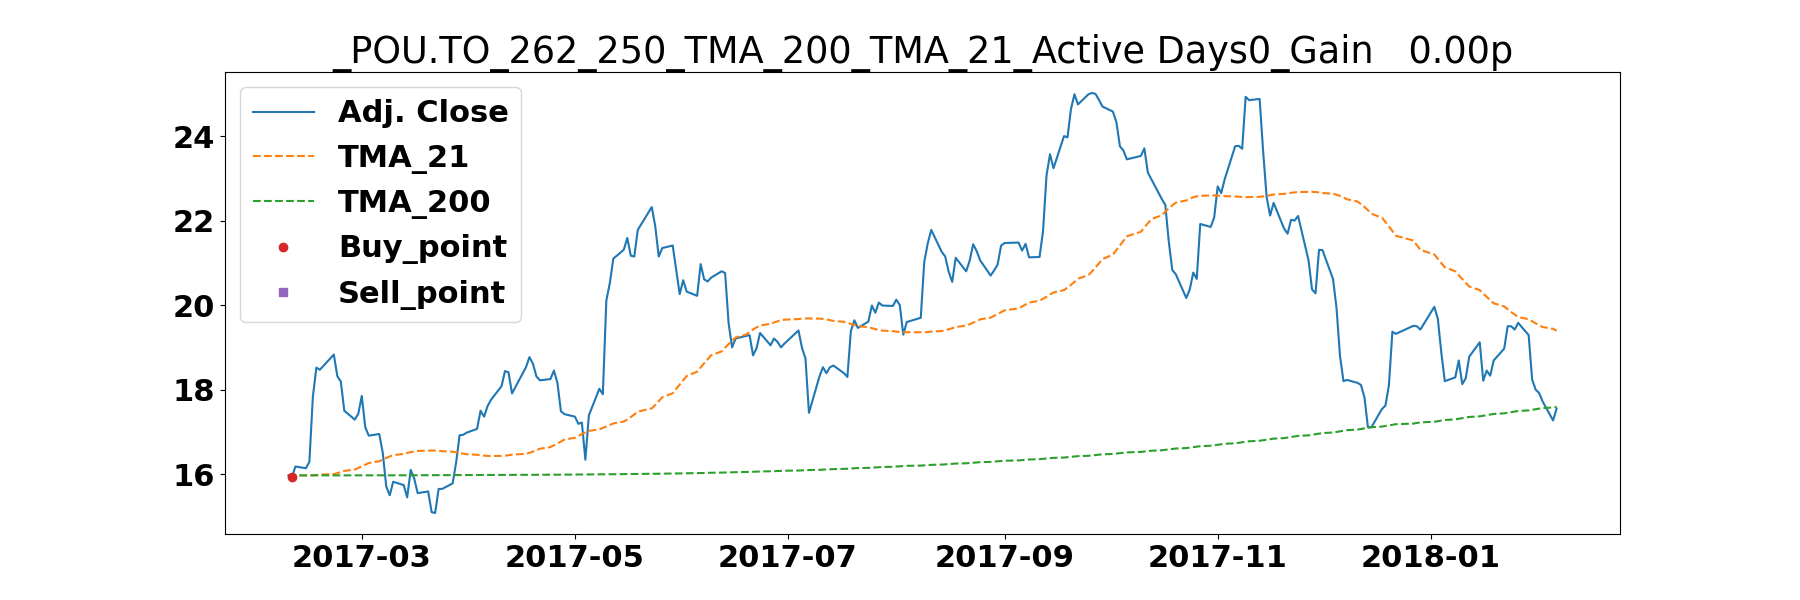 _POU.TO_262_250_TMA_200_TMA_21_Active Days0_Gain   0.00p
Adj. Close
TMA_21
TMA_200
Buy_point
Sell_point
24
22
20
18
16
2017-03 2017-05 2017-07 2017-09 2017-11 2018-01